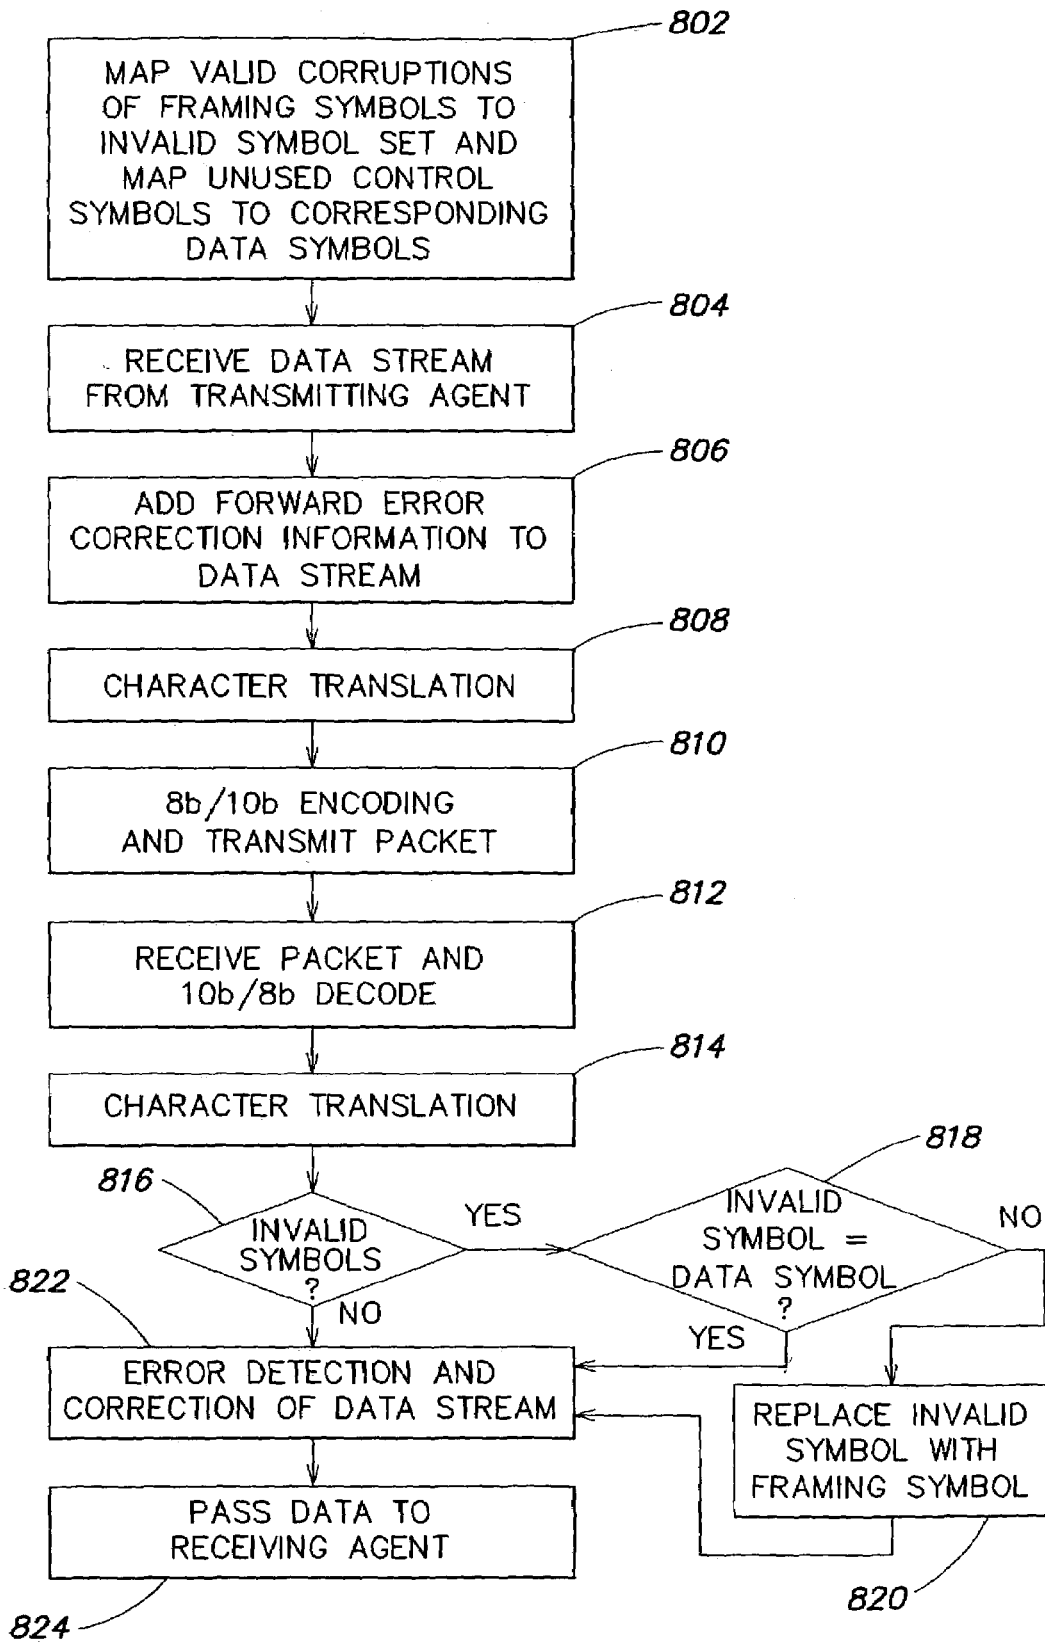 802
MAP VALID CORRUPTIONS
OF FRAMING SYMBOLS TO
INVALID SYMBOL SET AND
MAP UNUSED CONTROL
SYMBOLS TO CORRESPONDING
DATA SYMBOLS
804
RECEIVE DATA STREAM
FROM TRANSMITTING AGENT
806
ADD FORWARD ERROR
CORRECTION INFORMATION TO
DATA STREAM
808
CHARACTER TRANSLATION
810
8b/10b ENCODING
AND TRANSMIT PACKET
812
RECEIVE PACKET AND
10b/8b DECODE
814
CHARACTER TRANSLATION
816
INVALID
SYMBOLS
?
YES
NO
818
INVALID
SYMBOL =
DATA SYMBOL
?
NO
YES
822
ERROR DETECTION AND
CORRECTION OF DATA STREAM
REPLACE INVALID
SYMBOL WITH
FRAMING SYMBOL
820
PASS DATA TO
RECEIVING AGENT
824